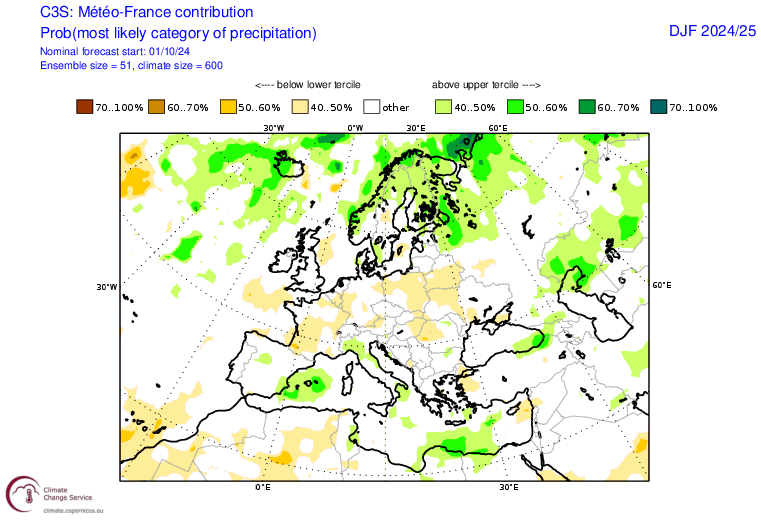 C3S: Météo-France contribution
Prob(most likely category of precipitation)
DJF 2024/25
Nominal forecast start: 01/10/24
Ensemble size = 51, climate size = 600
<---- below lower tercile above upper tercile ---->
70..100% 60..70% 50..60% 40..50% other 40..50% 50..60% 60..70% 70..100%
30°W 0°W 30°E 60°E
30°W 60°E
0°E 30°E
Climate
Change Service
climate.copernicus.eu